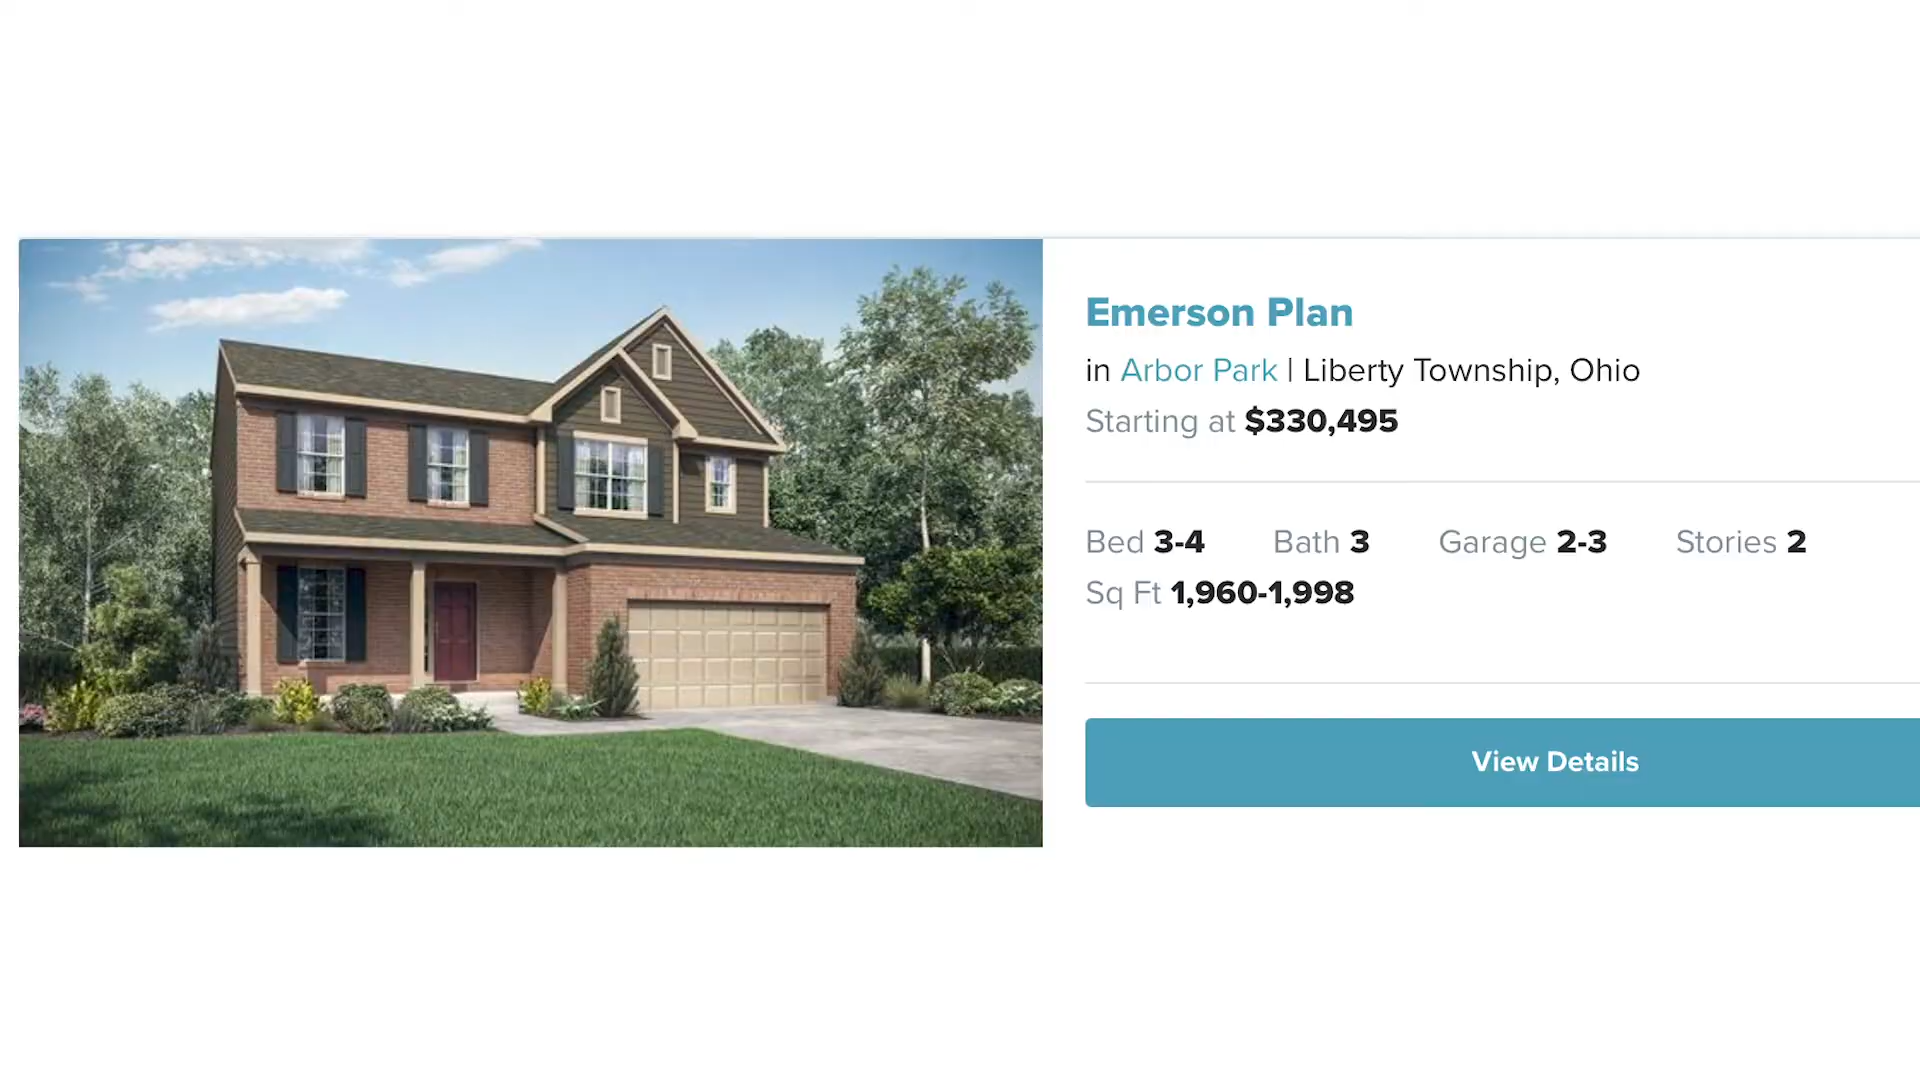 Emerson Plan
in Arbor Park | Liberty Township, Ohio
Starting at $330,495
Bed 3-4 Bath 3 Garage 2-3 Stories 2
Sq Ft 1,960-1,998
View Details